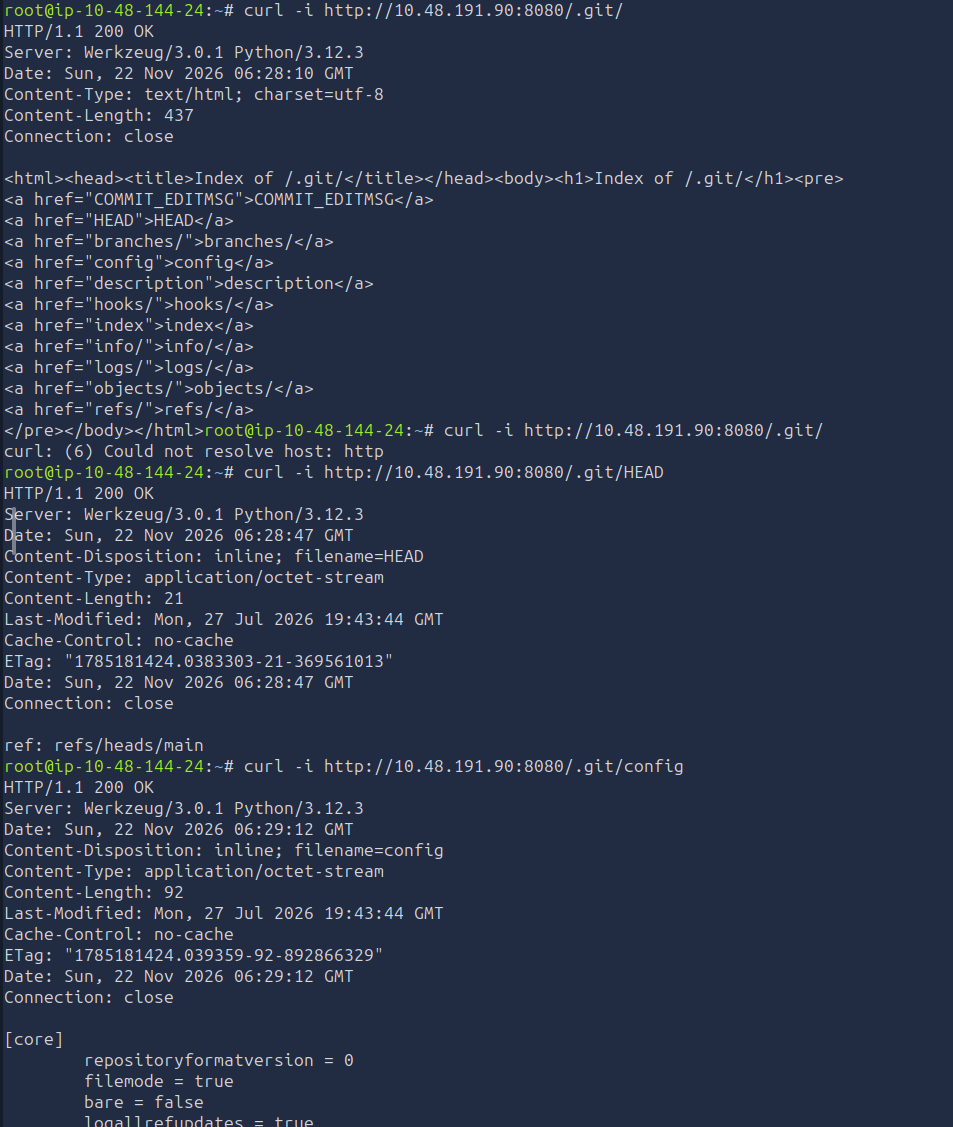 root@ip-10-48-144-24:~# curl -i http://10.48.191.90:8080/.git/
HTTP/1.1 200 OK
Server: Werkzeug/3.0.1 Python/3.12.3
Date: Sun, 22 Nov 2026 06:28:10 GMT
Content-Type: text/html; charset=utf-8
Content-Length: 437
Connection: close

<html><head><title>Index of /.git/</title></head><body><h1>Index of /.git/</h1><pre>
<a href="COMMIT_EDITMSG">COMMIT_EDITMSG</a>
<a href="HEAD">HEAD</a>
<a href="branches/">branches/</a>
<a href="config">config</a>
<a href="description">description</a>
<a href="hooks/">hooks/</a>
<a href="index">index</a>
<a href="info/">info/</a>
<a href="logs/">logs/</a>
<a href="objects/">objects/</a>
<a href="refs/">refs/</a>
</pre></body></html>root@ip-10-48-144-24:~# curl -i http://10.48.191.90:8080/.git/
curl: (6) Could not resolve host: http
root@ip-10-48-144-24:~# curl -i http://10.48.191.90:8080/.git/HEAD
HTTP/1.1 200 OK
Server: Werkzeug/3.0.1 Python/3.12.3
Date: Sun, 22 Nov 2026 06:28:47 GMT
Content-Disposition: inline; filename=HEAD
Content-Type: application/octet-stream
Content-Length: 21
Last-Modified: Mon, 27 Jul 2026 19:43:44 GMT
Cache-Control: no-cache
ETag: "1785181424.0383303-21-369561013"
Date: Sun, 22 Nov 2026 06:28:47 GMT
Connection: close

ref: refs/heads/main
root@ip-10-48-144-24:~# curl -i http://10.48.191.90:8080/.git/config
HTTP/1.1 200 OK
Server: Werkzeug/3.0.1 Python/3.12.3
Date: Sun, 22 Nov 2026 06:29:12 GMT
Content-Disposition: inline; filename=config
Content-Type: application/octet-stream
Content-Length: 92
Last-Modified: Mon, 27 Jul 2026 19:43:44 GMT
Cache-Control: no-cache
ETag: "1785181424.039359-92-892866329"
Date: Sun, 22 Nov 2026 06:29:12 GMT
Connection: close

[core]
        repositoryformatversion = 0
        filemode = true
        bare = false
        logallrefupdates = true